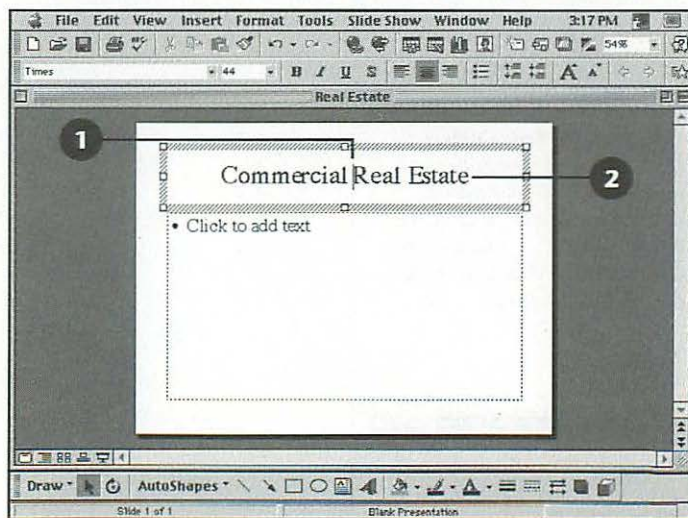 File Edit View Insert Format Tools Slide Show Window Help 3:17 PM
54%
Times 44 B I U S A A
Real Estate
1
Commercial Real Estate
2
• Click to add text
Draw AutoShapes A A
Slide 1 of 1 Blank Presentation